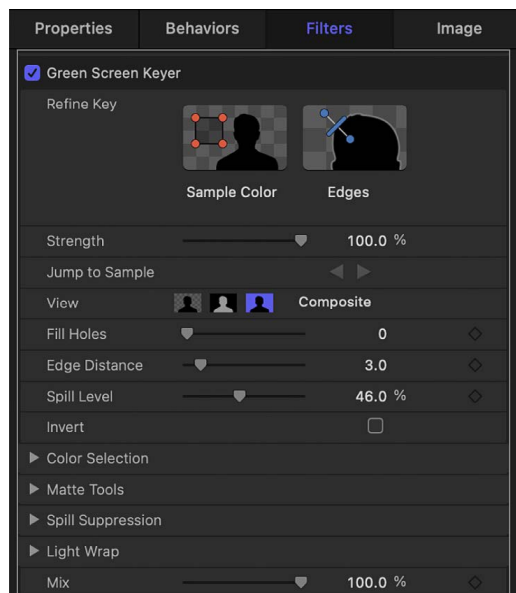 Properties Behaviors Filters Image
Green Screen Keyer
Refine Key
Sample Color Edges
Strength 100.0 %
Jump to Sample
View Composite
Fill Holes 0
Edge Distance 3.0
Spill Level 46.0 %
Invert
Color Selection
Matte Tools
Spill Suppression
Light Wrap
Mix 100.0 %